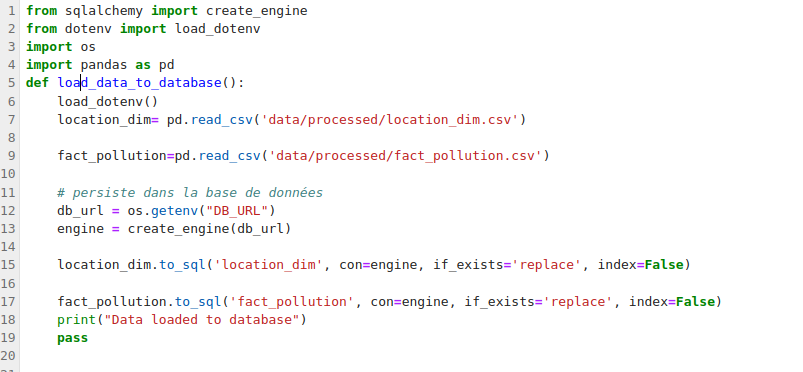 1 from sqlalchemy import create_engine
2 from dotenv import load_dotenv
3 import os
4 import pandas as pd
5 def load_data_to_database():
6     load_dotenv()
7     location_dim= pd.read_csv('data/processed/location_dim.csv')
8
9     fact_pollution=pd.read_csv('data/processed/fact_pollution.csv')
10
11     # persiste dans la base de données
12     db_url = os.getenv("DB_URL")
13     engine = create_engine(db_url)
14
15     location_dim.to_sql('location_dim', con=engine, if_exists='replace', index=False)
16
17     fact_pollution.to_sql('fact_pollution', con=engine, if_exists='replace', index=False)
18     print("Data loaded to database")
19     pass
20